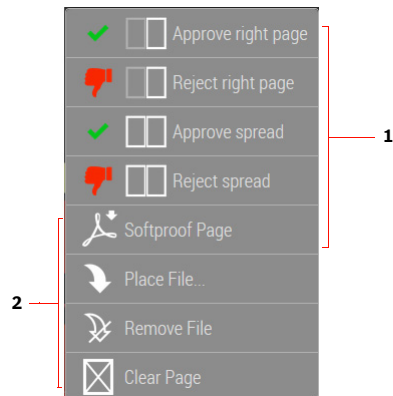 Approve right page
Reject right page
Approve spread
1
Reject spread
Softproof Page
Place File...
2
Remove File
Clear Page